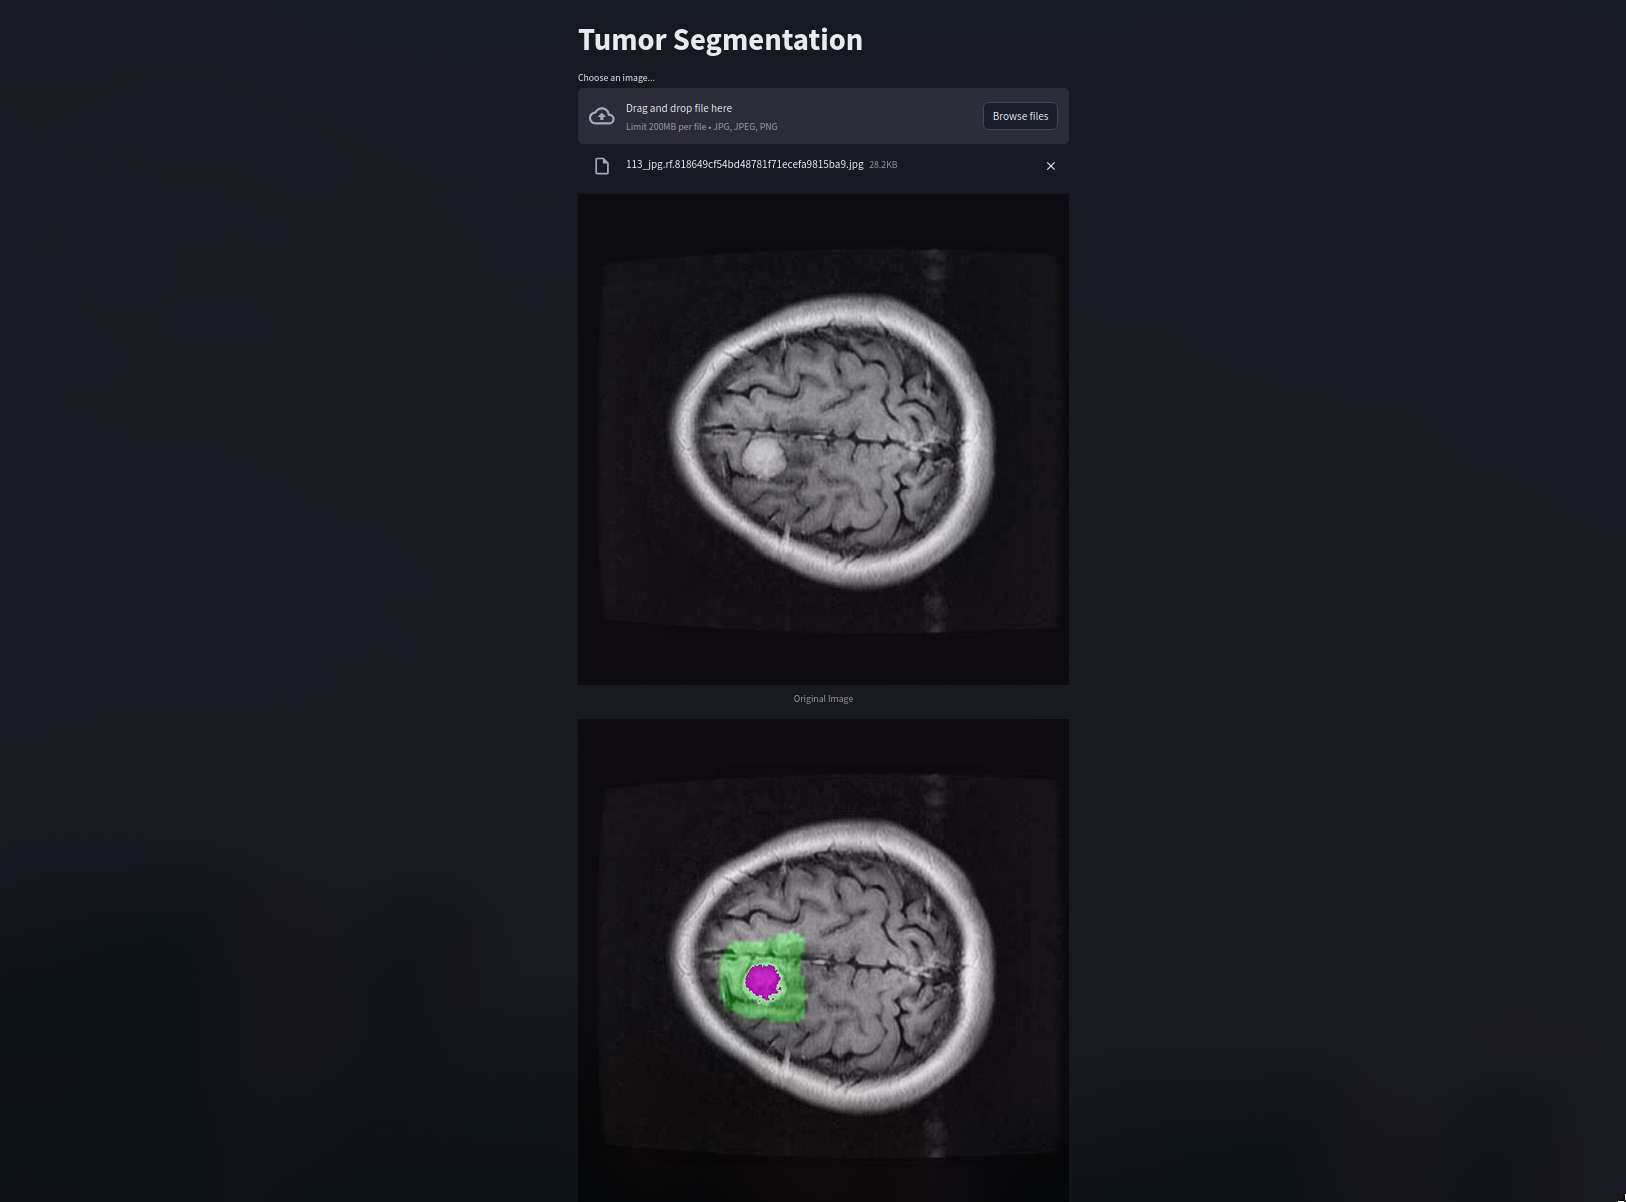 Tumor Segmentation
Choose an image...
Drag and drop file here
Limit 200MB per file • JPG, JPEG, PNG
Browse files
113_jpg.rf.818649cf54bd48781f71ecefa9815ba9.jpg 28.2KB
Original Image